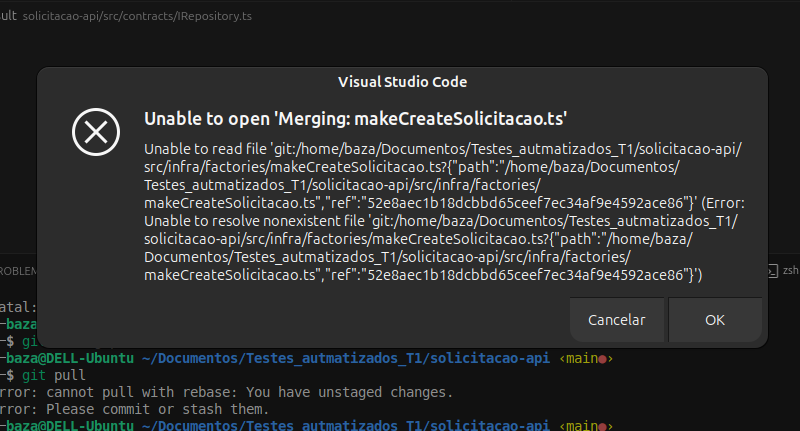 sult solicitacao-api/src/contracts/IRepository.ts
Visual Studio Code
Unable to open 'Merging: makeCreateSolicitacao.ts'
Unable to read file 'git:/home/baza/Documentos/Testes_autmatizados_T1/solicitacao-api/
src/infra/factories/makeCreateSolicitacao.ts?{"path":"/home/baza/Documentos/
Testes_autmatizados_T1/solicitacao-api/src/infra/factories/
makeCreateSolicitacao.ts","ref":"52e8aec1b18dcbbd65ceef7ec34af9e4592ace86"}' (Error:
Unable to resolve nonexistent file 'git:/home/baza/Documentos/Testes_autmatizados_T1/
solicitacao-api/src/infra/factories/makeCreateSolicitacao.ts?{"path":"/home/baza/
Documentos/Testes_autmatizados_T1/solicitacao-api/src/infra/factories/
makeCreateSolicitacao.ts","ref":"52e8aec1b18dcbbd65ceef7ec34af9e4592ace86"}')
ROBLEM
zsh
Cancelar
OK
atal:
─baza
─$ gi
─baza@DELL-Ubuntu ~/Documentos/Testes_autmatizados_T1/solicitacao-api ‹main●›
─$ git pull
rror: cannot pull with rebase: You have unstaged changes.
rror: Please commit or stash them.
─baza@DELL-Ubuntu ~/Documentos/Testes_autmatizados_T1/solicitacao-api ‹main●›